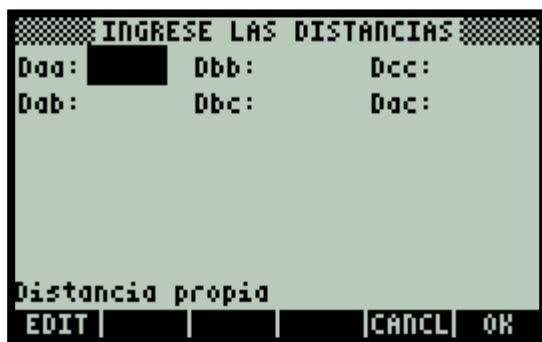 INGRESE LAS DISTANCIAS
Daa: Dbb: Dcc:
Dab: Dbc: Dac:
Distancia propia
EDIT CANCL OK